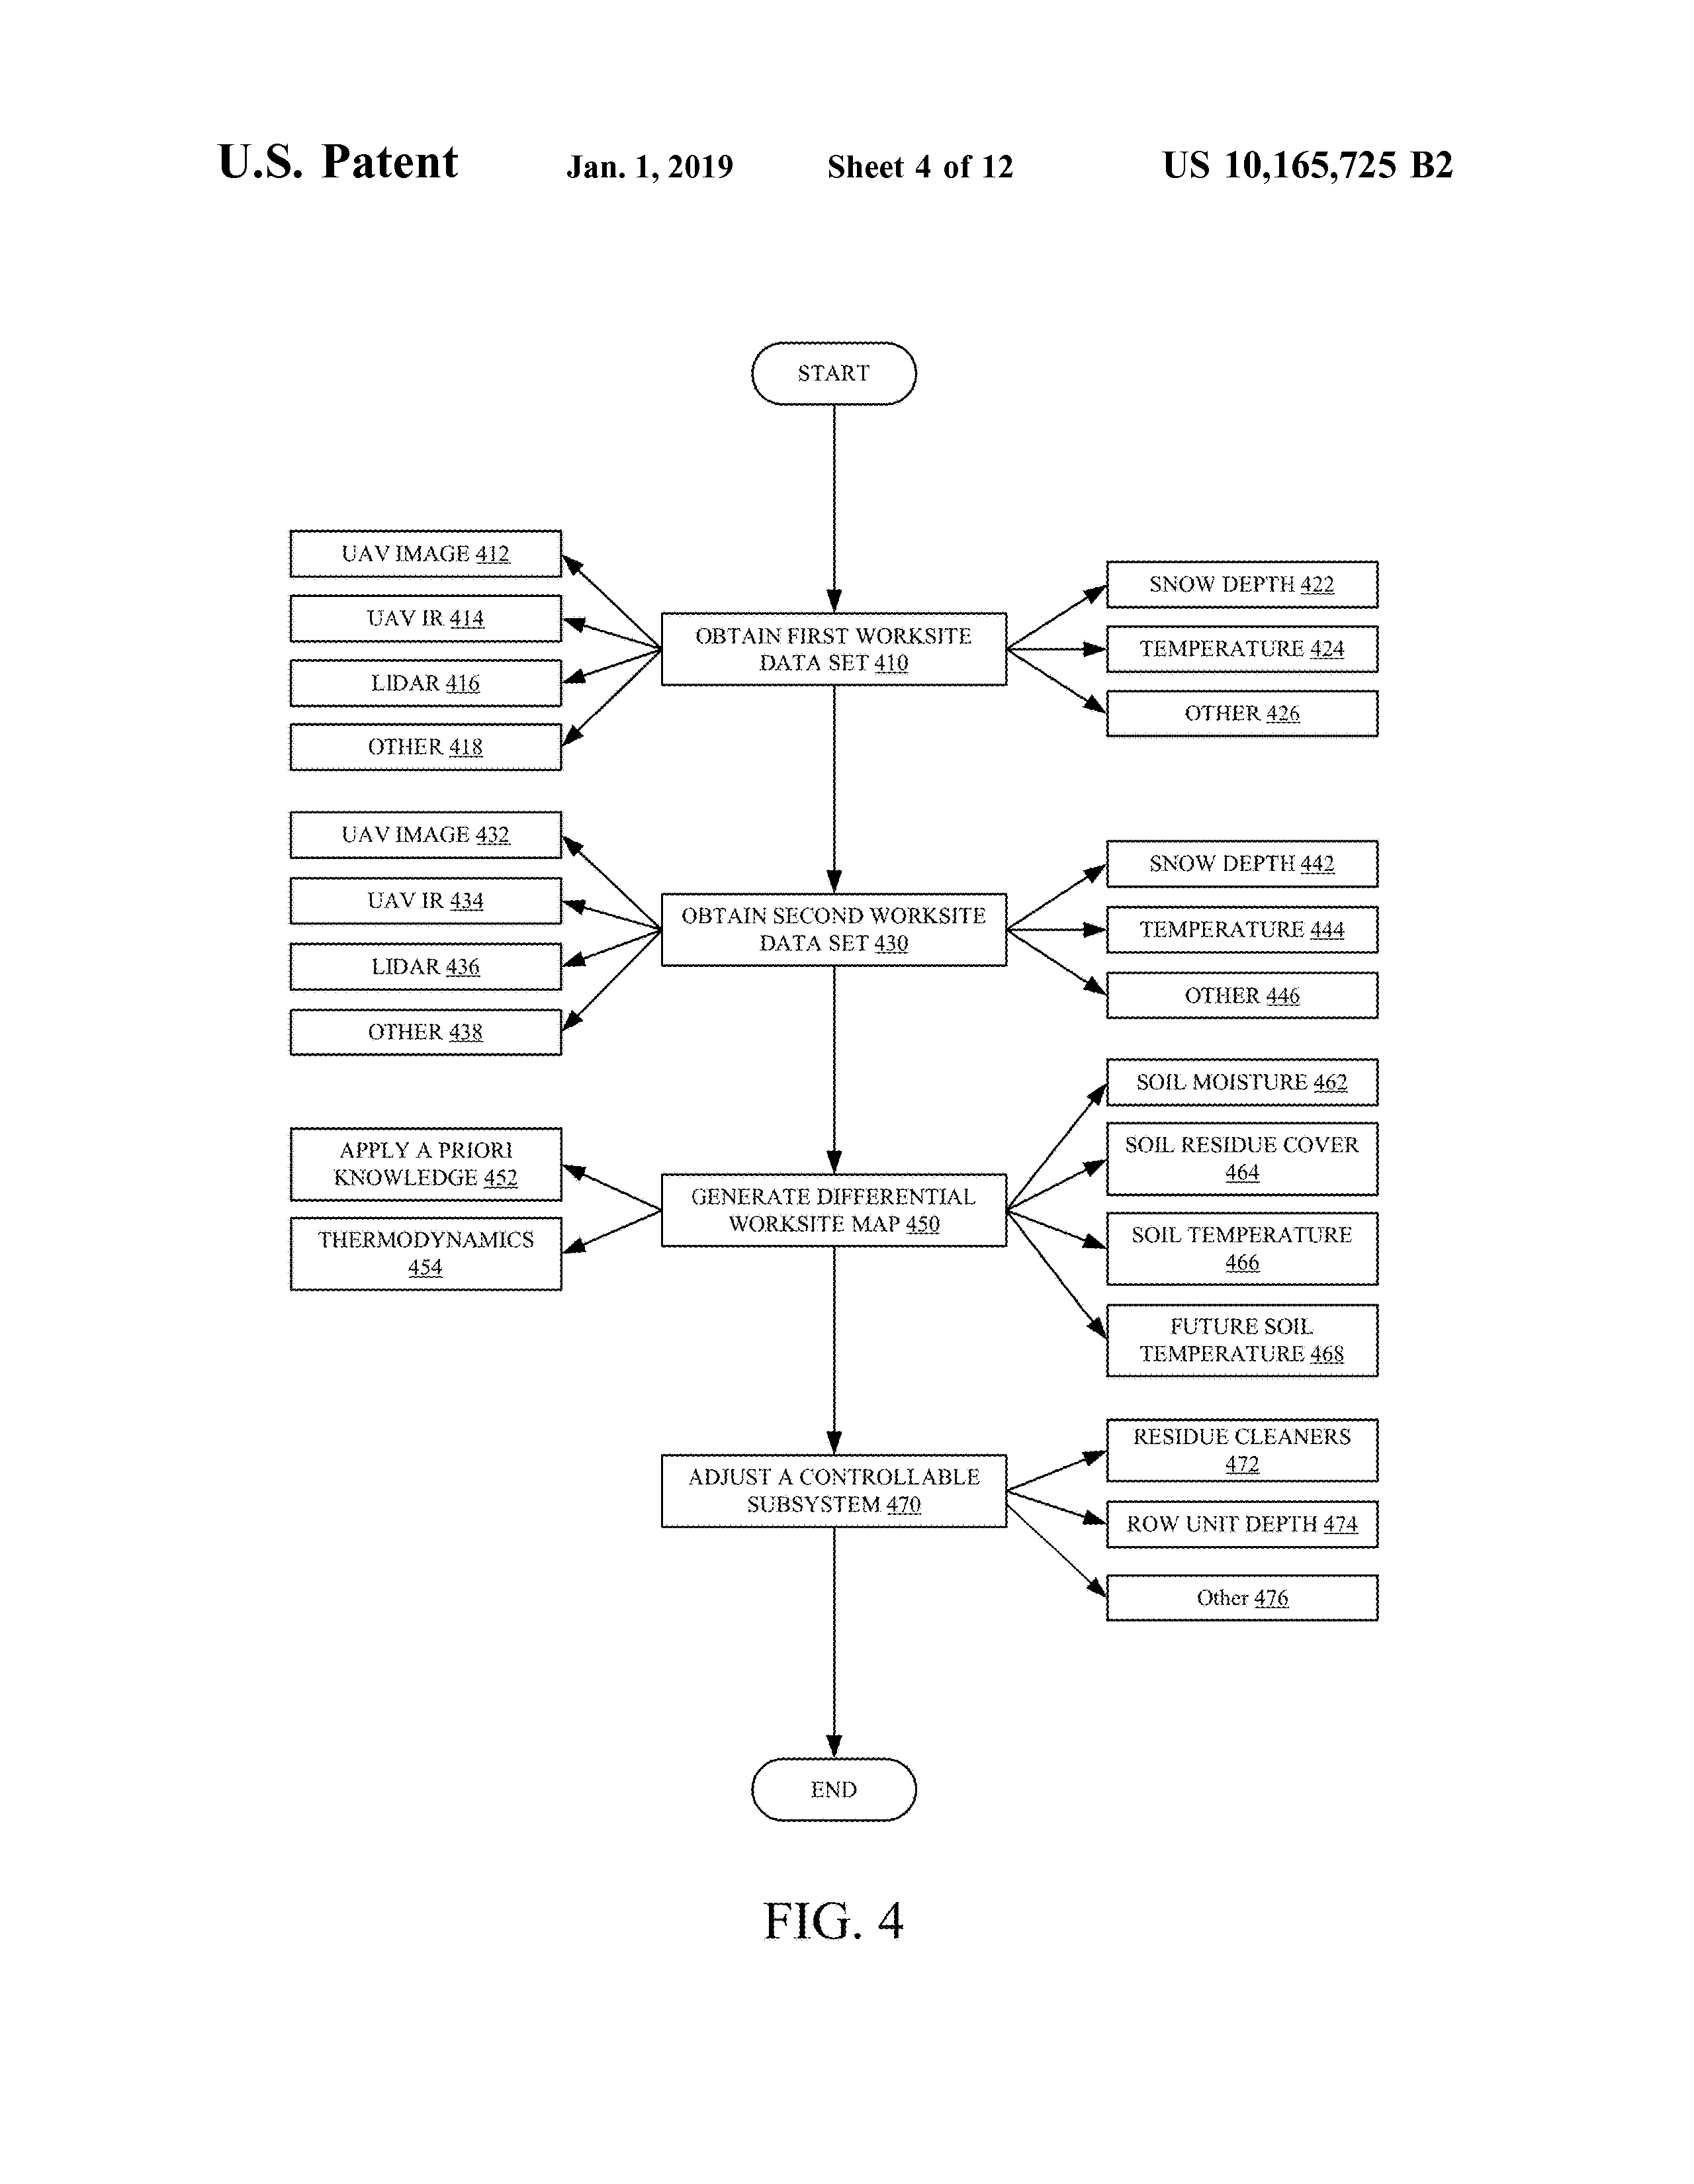 U.S. Patent Jan. 1, 2019 Sheet 4 of 12 US 10,165,725 B2
START
UAV IMAGE 412
UAV IR 414
LIDAR 416
OTHER 418
OBTAIN FIRST WORKSITE
DATA SET 410
SNOW DEPTH 422
TEMPERATURE 424
OTHER 426
UAV IMAGE 432
UAV IR 434
LIDAR 436
OTHER 438
OBTAIN SECOND WORKSITE
DATA SET 430
SNOW DEPTH 442
TEMPERATURE 444
OTHER 446
APPLY A PRIORI
KNOWLEDGE 452
THERMODYNAMICS
454
GENERATE DIFFERENTIAL
WORKSITE MAP 450
SOIL MOISTURE 462
SOIL RESIDUE COVER
464
SOIL TEMPERATURE
466
FUTURE SOIL
TEMPERATURE 468
ADJUST A CONTROLLABLE
SUBSYSTEM 470
RESIDUE CLEANERS
472
ROW UNIT DEPTH 474
Other 476
END
FIG. 4